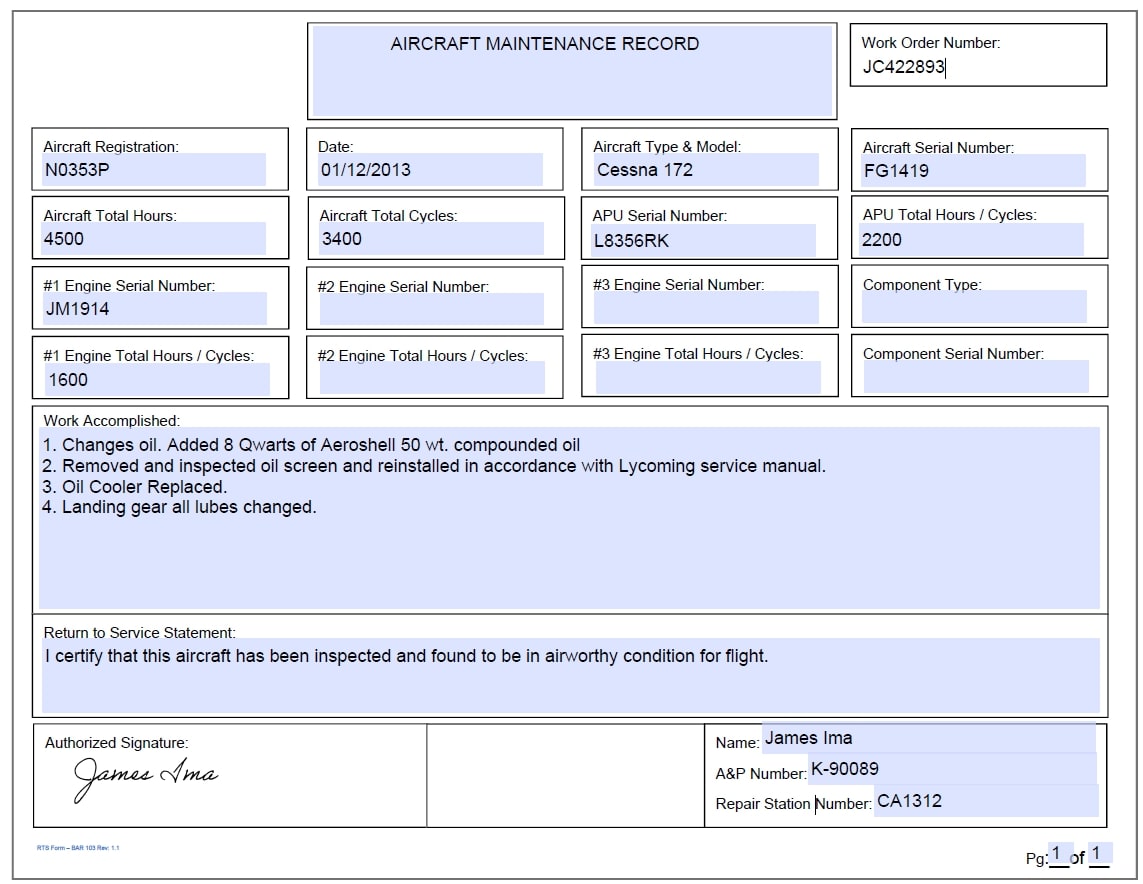 AIRCRAFT MAINTENANCE RECORD
Work Order Number:
JC422893
Aircraft Registration:
N0353P
Date:
01/12/2013
Aircraft Type & Model:
Cessna 172
Aircraft Serial Number:
FG1419
Aircraft Total Hours:
4500
Aircraft Total Cycles:
3400
APU Serial Number:
L8356RK
APU Total Hours / Cycles:
2200
#1 Engine Serial Number:
JM1914
#2 Engine Serial Number:
#3 Engine Serial Number:
Component Type:
#1 Engine Total Hours / Cycles:
1600
#2 Engine Total Hours / Cycles:
#3 Engine Total Hours / Cycles:
Component Serial Number:
Work Accomplished:
1. Changes oil. Added 8 Qwarts of Aeroshell 50 wt. compounded oil
2. Removed and inspected oil screen and reinstalled in accordance with Lycoming service manual.
3. Oil Cooler Replaced.
4. Landing gear all lubes changed.
Return to Service Statement:
I certify that this aircraft has been inspected and found to be in airworthy condition for flight.
Authorized Signature:
James Ima
Name: James Ima
A&P Number: K-90089
Repair Station Number: CA1312
RTS Form – BAR 103 Rev: 1.1
Pg: 1 of 1